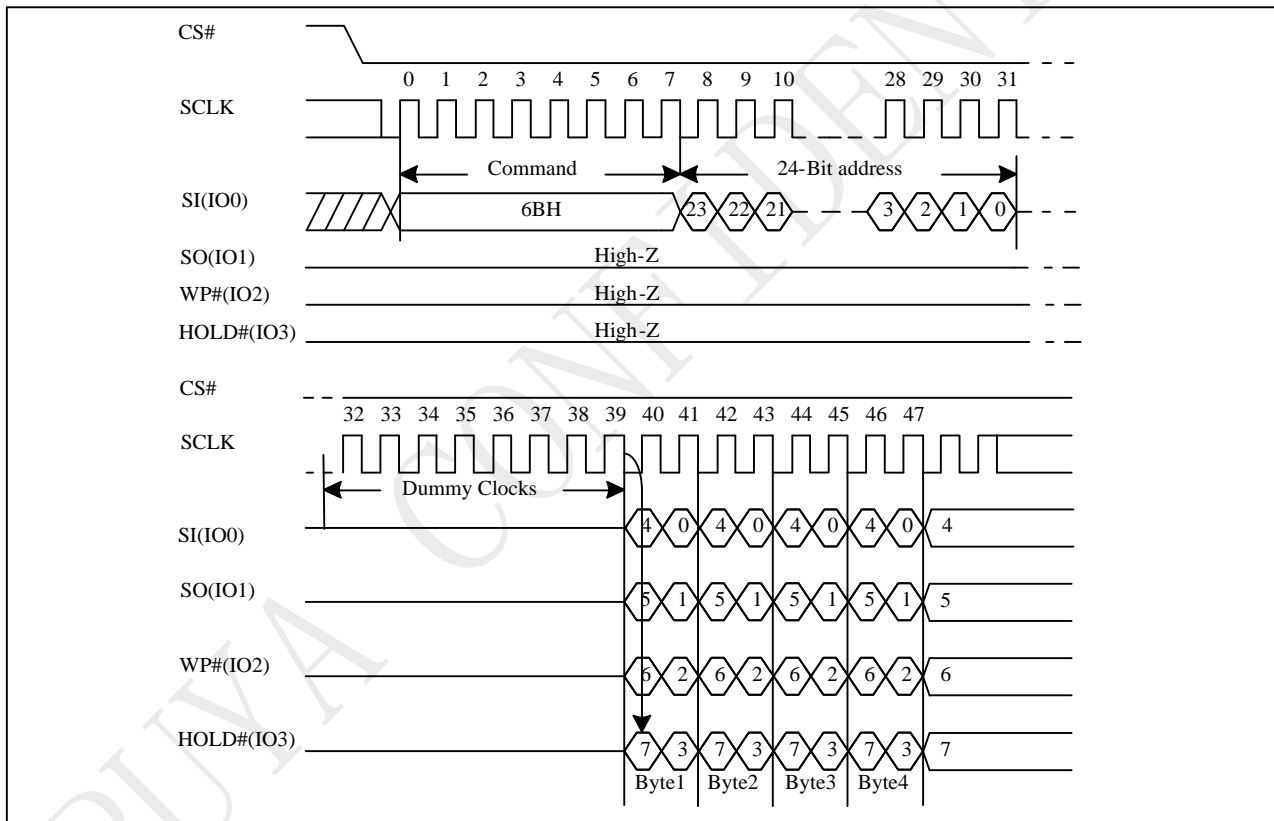 CS#
0 1 2 3 4 5 6 7 8 9 10 28 29 30 31
SCLK
Command 24-Bit address
SI(IO0) 6BH 23 22 21 3 2 1 0
SO(IO1) High-Z
WP#(IO2) High-Z
HOLD#(IO3) High-Z
CS#
32 33 34 35 36 37 38 39 40 41 42 43 44 45 46 47
SCLK
Dummy Clocks
SI(IO0) 4 0 4 0 4 0 4 0 4
SO(IO1) 5 1 5 1 5 1 5 1 5
WP#(IO2) 6 2 6 2 6 2 6 2 6
HOLD#(IO3) 7 3 7 3 7 3 7 3 7
Byte1 Byte2 Byte3 Byte4
PUYA CONFIDENT